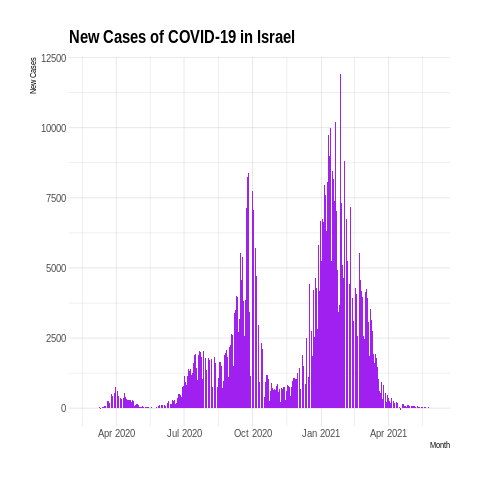 New Cases of COVID-19 in Israel
New Cases
12500
10000
7500
5000
2500
0
Apr 2020
Jul 2020
Oct 2020
Jan 2021
Apr 2021
Month